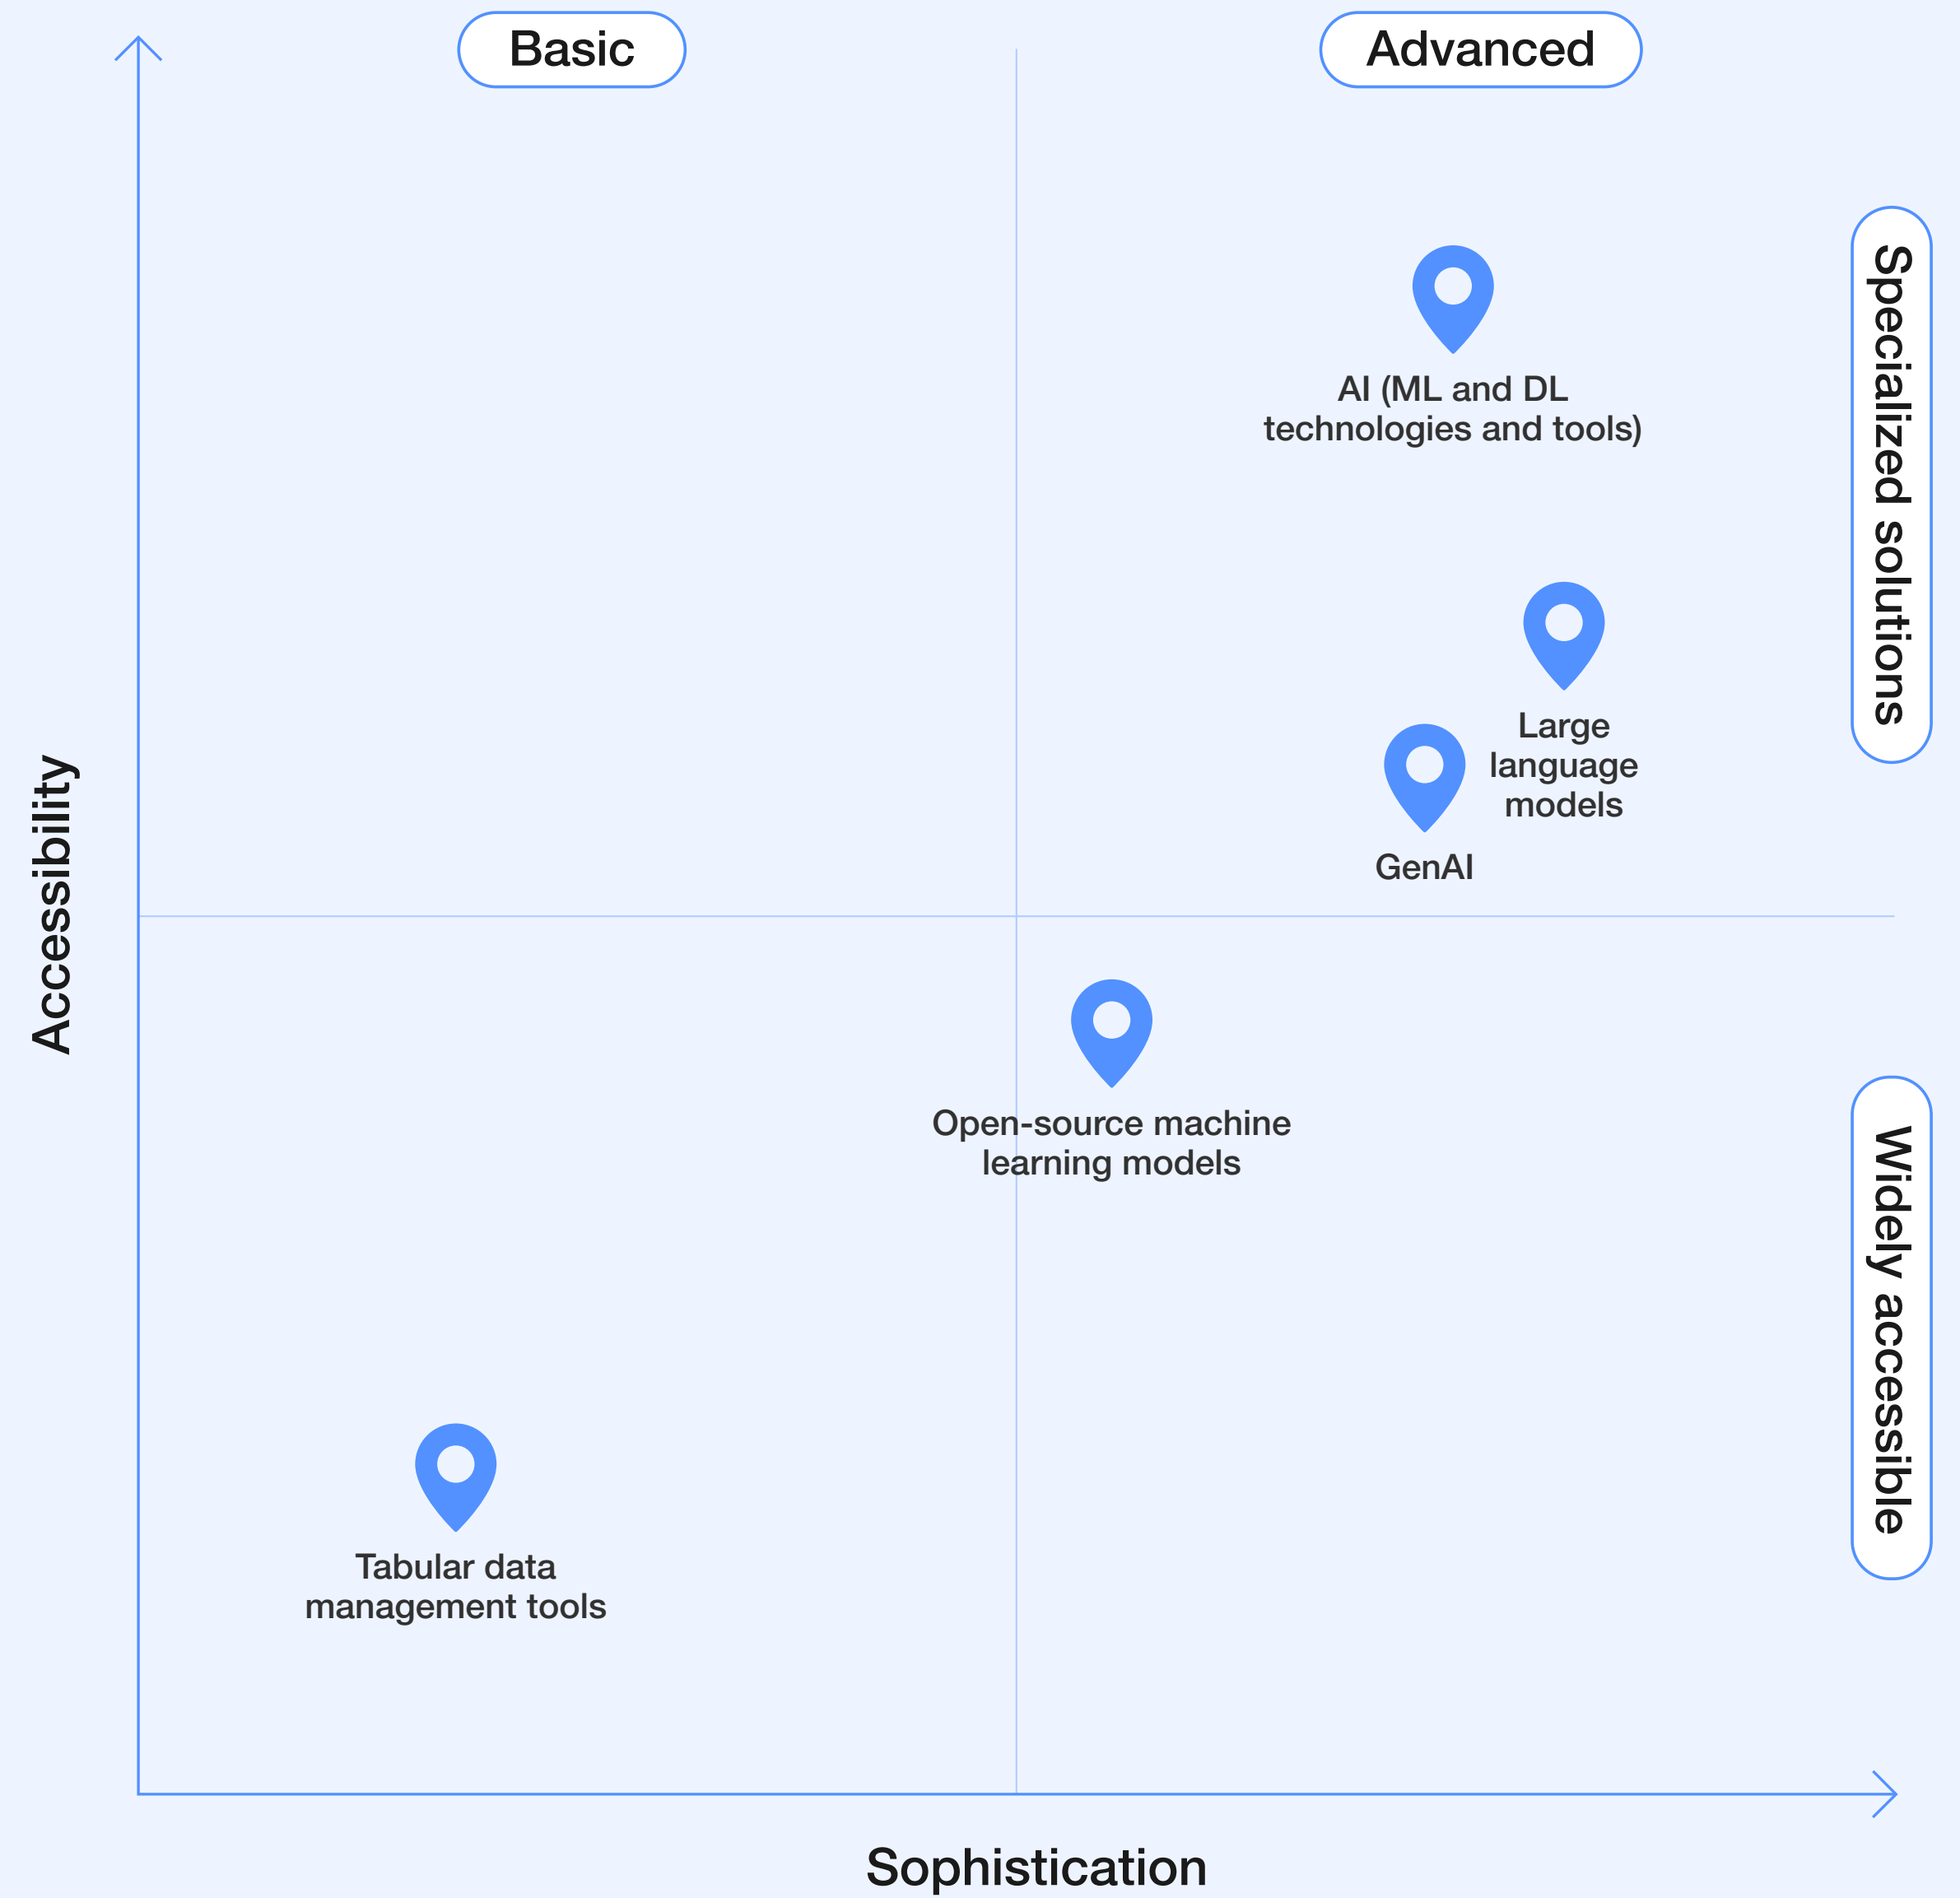 Basic
Advanced
AI (ML and DL
technologies and tools)
Specialized solutions
Large
language
models
GenAI
Accessibility
Open-source machine
learning models
Widely accessible
Tabular data
management tools
Sophistication